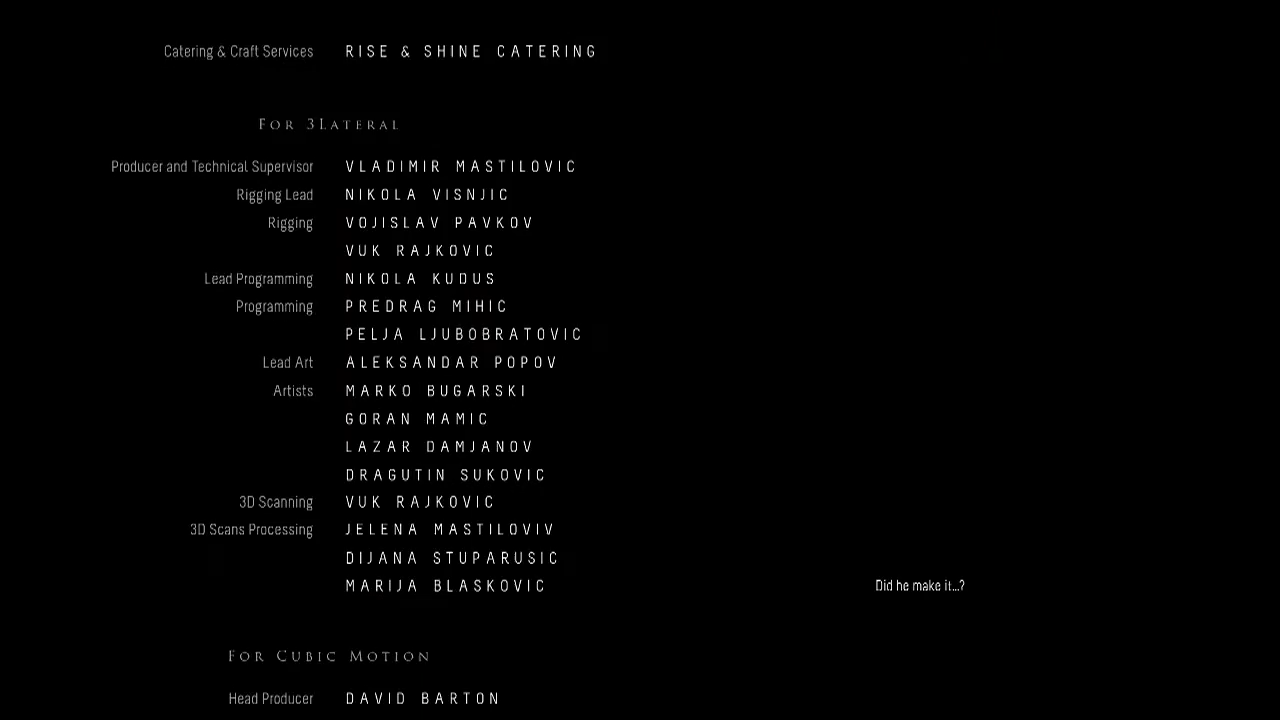 Catering & Craft Services RISE & SHINE CATERING
FOR 3LATERAL
Producer and Technical Supervisor VLADIMIR MASTILOVIC
Rigging Lead NIKOLA VISNJIC
Rigging VOJISLAV PAVKOV
VUK RAJKOVIC
Lead Programming NIKOLA KUDUS
Programming PREDRAG MIHIC
PELJA LJUBOBRATOVIC
Lead Art ALEKSANDAR POPOV
Artists MARKO BUGARSKI
GORAN MAMIC
LAZAR DAMJANOV
DRAGUTIN SUKOVIC
3D Scanning VUK RAJKOVIC
3D Scans Processing JELENA MASTILOVIV
DIJANA STUPARUSIC
MARIJA BLASKOVIC
Did he make it...?
FOR CUBIC MOTION
Head Producer DAVID BARTON